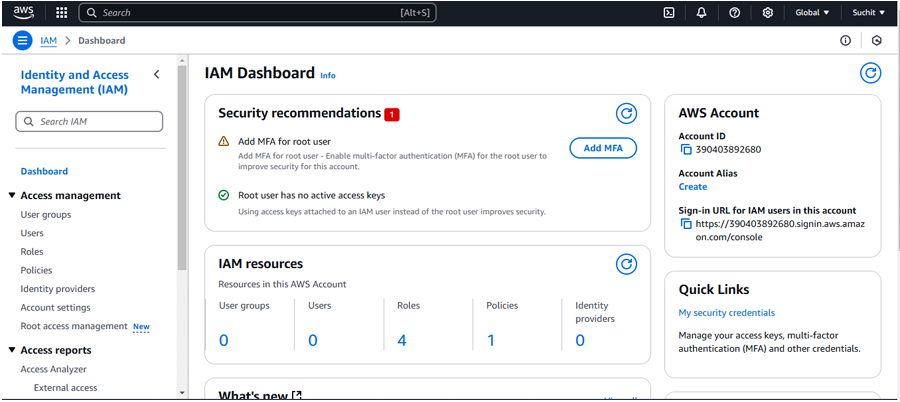 aws
Search
[Alt+S]
Global
Suchit
IAM
Dashboard
Identity and Access
Management (IAM)
Search IAM
Dashboard
Access management
User groups
Users
Roles
Policies
Identity providers
Account settings
Root access management New
Access reports
Access Analyzer
External access
IAM Dashboard Info
Security recommendations 1
Add MFA for root user
Add MFA for root user - Enable multi-factor authentication (MFA) for the root user to
improve security for this account.
Add MFA
Root user has no active access keys
Using access keys attached to an IAM user instead of the root user improves security.
IAM resources
Resources in this AWS Account
User groups
0
Users
0
Roles
4
Policies
1
Identity
providers
0
What's new
AWS Account
Account ID
390403892680
Account Alias
Create
Sign-in URL for IAM users in this account
https://390403892680.signin.aws.amaz
on.com/console
Quick Links
My security credentials
Manage your access keys, multi-factor
authentication (MFA) and other credentials.